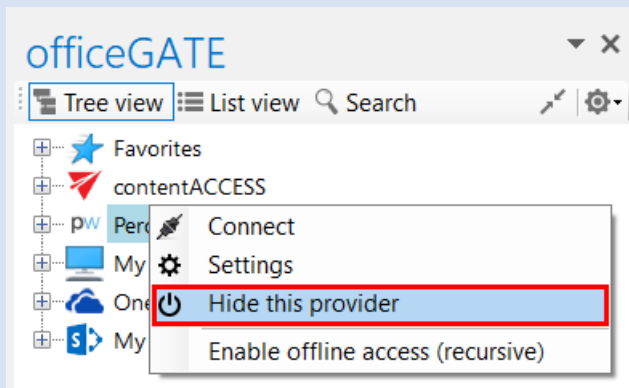 officeGATE
Tree view List view Search
Favorites
contentACCESS
pw Perc
Connect
My
Settings
One
Hide this provider
My
Enable offline access (recursive)